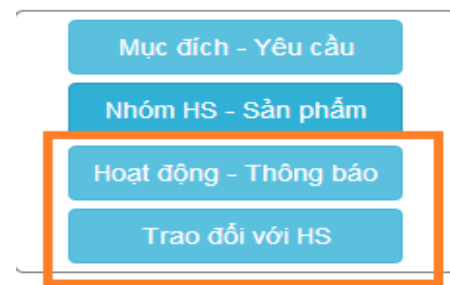 Mục đích - Yêu cầu
Nhóm HS - Sản phẩm
Hoạt động - Thông báo
Trao đổi với HS